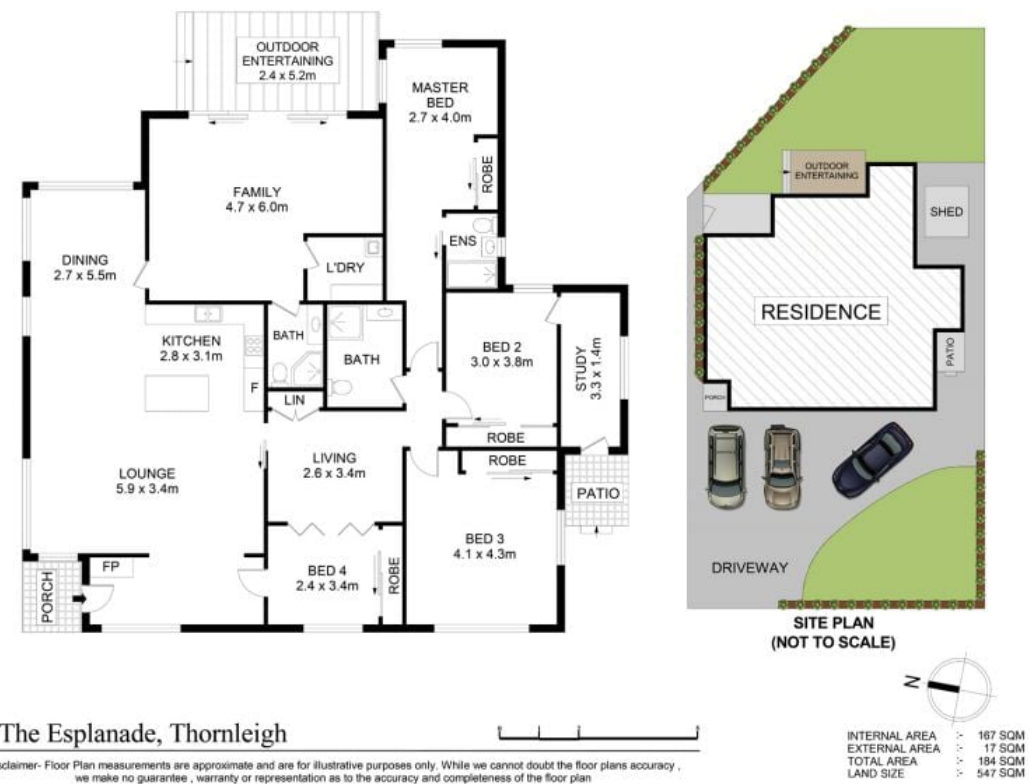 OUTDOOR
ENTERTAINING
2.4 x 5.2m
MASTER
BED
2.7 x 4.0m
ROBE
FAMILY
4.7 x 6.0m
ENS
L'DRY
DINING
2.7 x 5.5m
KITCHEN
2.8 x 3.1m
BATH
BATH
F
LIN
BED 2
3.0 x 3.8m
STUDY
3.3 x 1.4m
ROBE
ROBE
LIVING
2.6 x 3.4m
LOUNGE
5.9 x 3.4m
PATIO
BED 3
4.1 x 4.3m
FP
BED 4
2.4 x 3.4m
ROBE
PORCH
OUTDOOR
ENTERTAINING
SHED
RESIDENCE
PATIO
PORCH
DRIVEWAY
SITE PLAN
(NOT TO SCALE)
N
The Esplanade, Thornleigh
sclaimer- Floor Plan measurements are approximate and are for illustrative purposes only. While we cannot doubt the floor plans accuracy ,
we make no guarantee , warranty or representation as to the accuracy and completeness of the floor plan
INTERNAL AREA :- 167 SQM
EXTERNAL AREA :- 17 SQM
TOTAL AREA :- 184 SQM
LAND SIZE :- 547 SQM